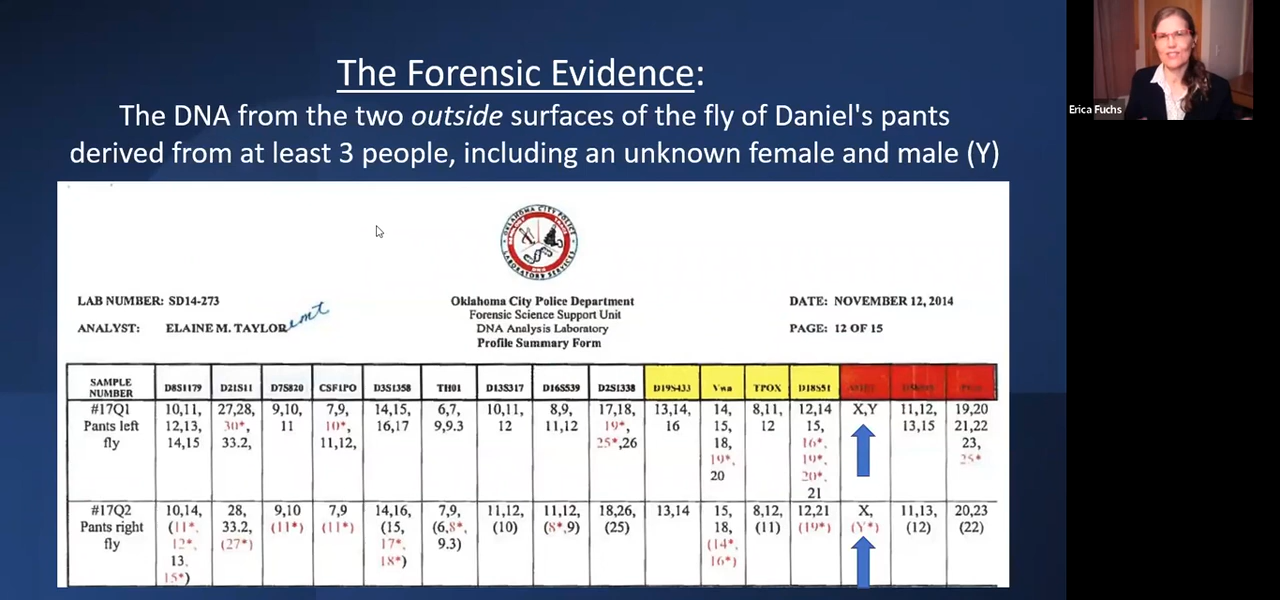 The Forensic Evidence:
The DNA from the two outside surfaces of the fly of Daniel's pants
derived from at least 3 people, including an unknown female and male (Y)
Erica Fuchs
OKLAHOMA CITY POLICE
LABORATORY SERVICES
LAB NUMBER: SD14-273
ANALYST: ELAINE M. TAYLOR emt
Oklahoma City Police Department
Forensic Science Support Unit
DNA Analysis Laboratory
Profile Summary Form
DATE: NOVEMBER 12, 2014
PAGE: 12 OF 15
SAMPLE NUMBER D8S1179 D21S11 D7S820 CSF1PO D3S1358 TH01 D13S317 D16S539 D2S1338 D19S433 Vwa TPOX D18S51
#17Q1 10,11, 27,28, 9,10, 7,9, 14,15, 6,7, 10,11, 8,9, 17,18, 13,14, 14, 8,11, 12,14 X,Y 11,12, 19,20
Pants left 12,13, 30*, 11 10*, 16,17 9,9.3 12 11,12 19*, 16 15, 12 15, 13,15 21,22
fly 14,15 33.2, 11,12, 25*,26 18, 16*, 23,
19*, 19*, 25*
20 20*,
21
#17Q2 10,14, 28, 9,10 7,9 14,16, 7,9, 11,12, 11,12, 18,26, 13,14 15, 8,12, 12,21 X, 11,13, 20,23
Pants right (11*, 33.2, (11*) (11*) (15, (6,8*, (10) (8*,9) (25) 18, (11) (19*) (Y*) (12) (22)
fly 12*, (27*) 17*, 9.3) (14*,
13, 18*) 16*)
15*)